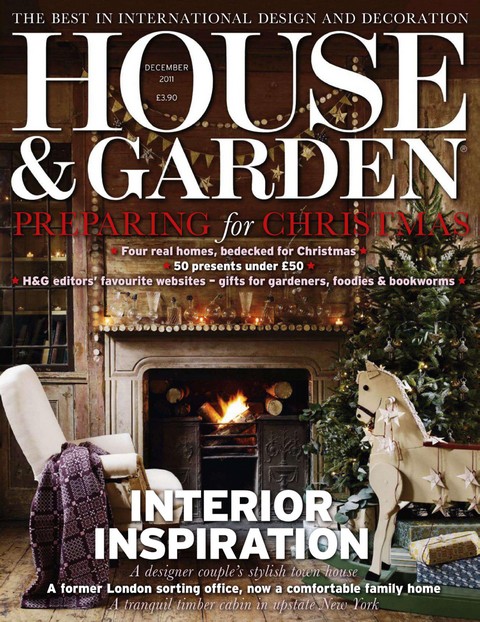 THE BEST IN INTERNATIONAL DESIGN AND DECORATION
HOUSE
DECEMBER
2011
£3.90
& GARDEN®
PREPARING for CHRISTMAS
★ Four real homes, bedecked for Christmas ★
★ 50 presents under £50 ★
★ H&G editors' favourite websites – gifts for gardeners, foodies & bookworms ★
INTERIOR
INSPIRATION
A designer couple's stylish town house
A former London sorting office, now a comfortable family home
A tranquil timber cabin in upstate New York